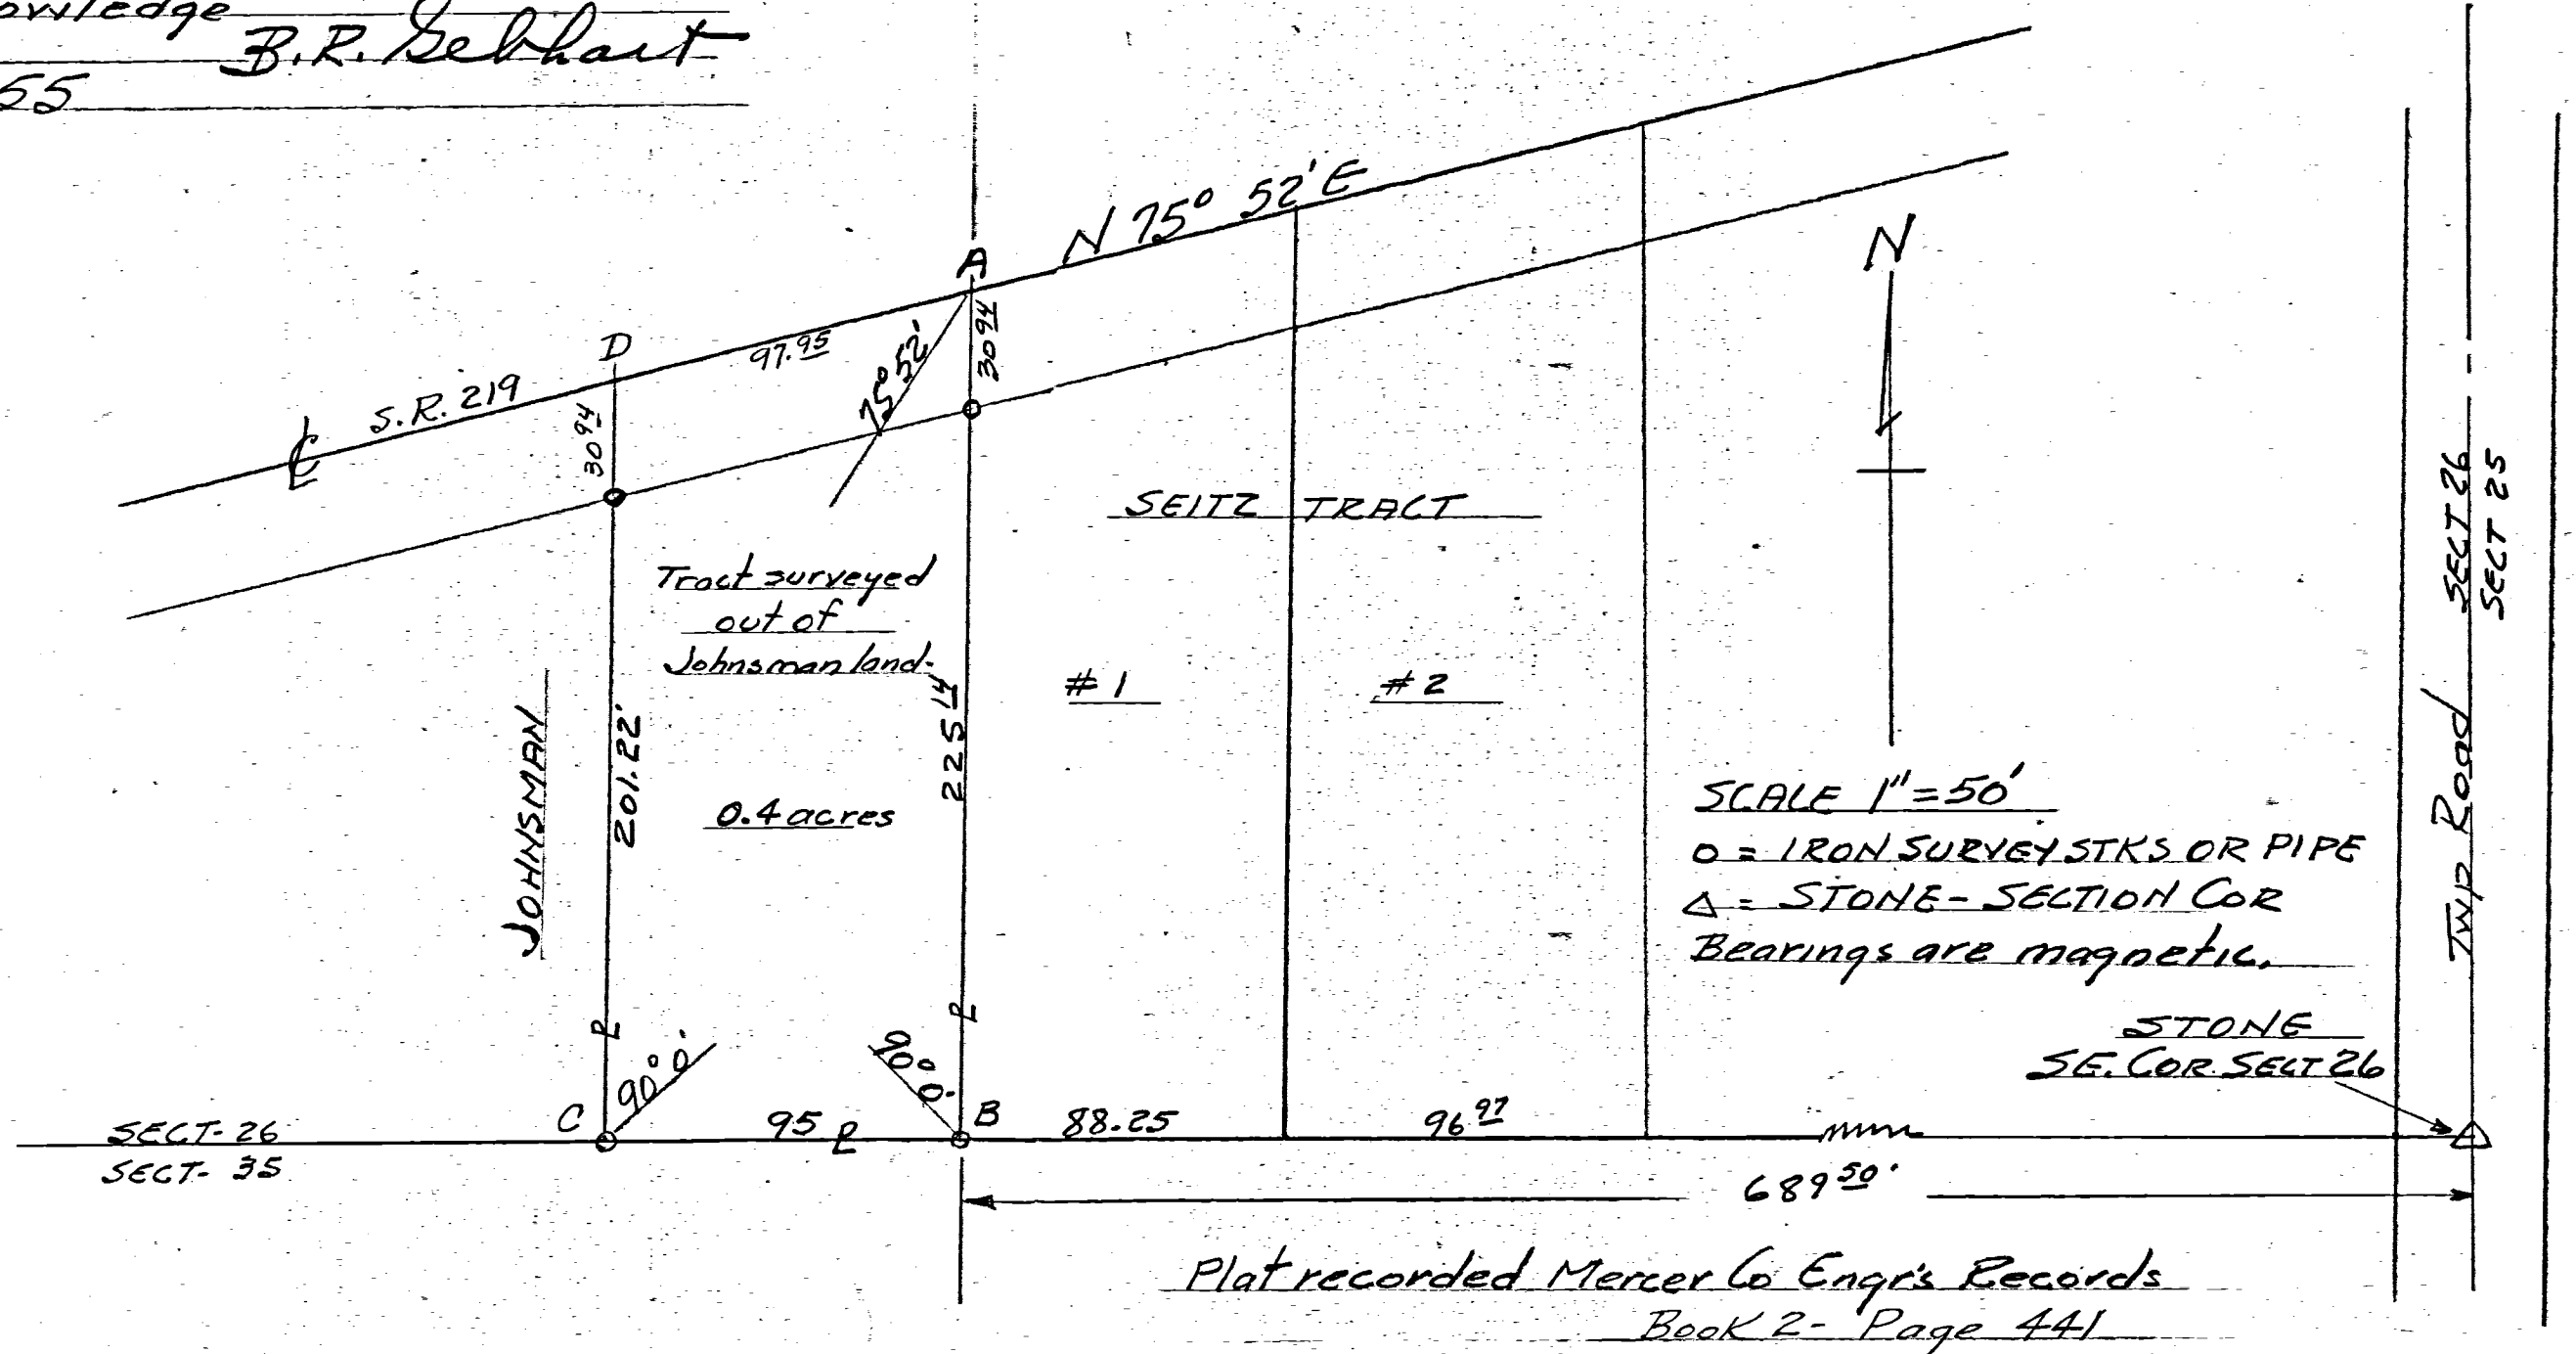 owledge
B.R. Gebhart
55
N 75° 52' E
N
A
D
97.95
30 94
75° 52'
S.R. 219
℄
30 94
SEITZ TRACT
Tract surveyed
out of
Johnsman land.
SECT 26
SECT 25
JOHNSMAN
201.22'
225 14
# 1
# 2
0.4 acres
SCALE 1"=50'
o = IRON SURVEY STKS OR PIPE
△ = STONE - SECTION COR
Bearings are magnetic.
TWP Road
STONE
SE. COR. SECT 26
90° 0'
90° 0'
C
B
95
88.25
96 97
SECT- 26
SECT- 35
689 50'
Plat recorded Mercer Co Engr's Records
Book 2 - Page 441